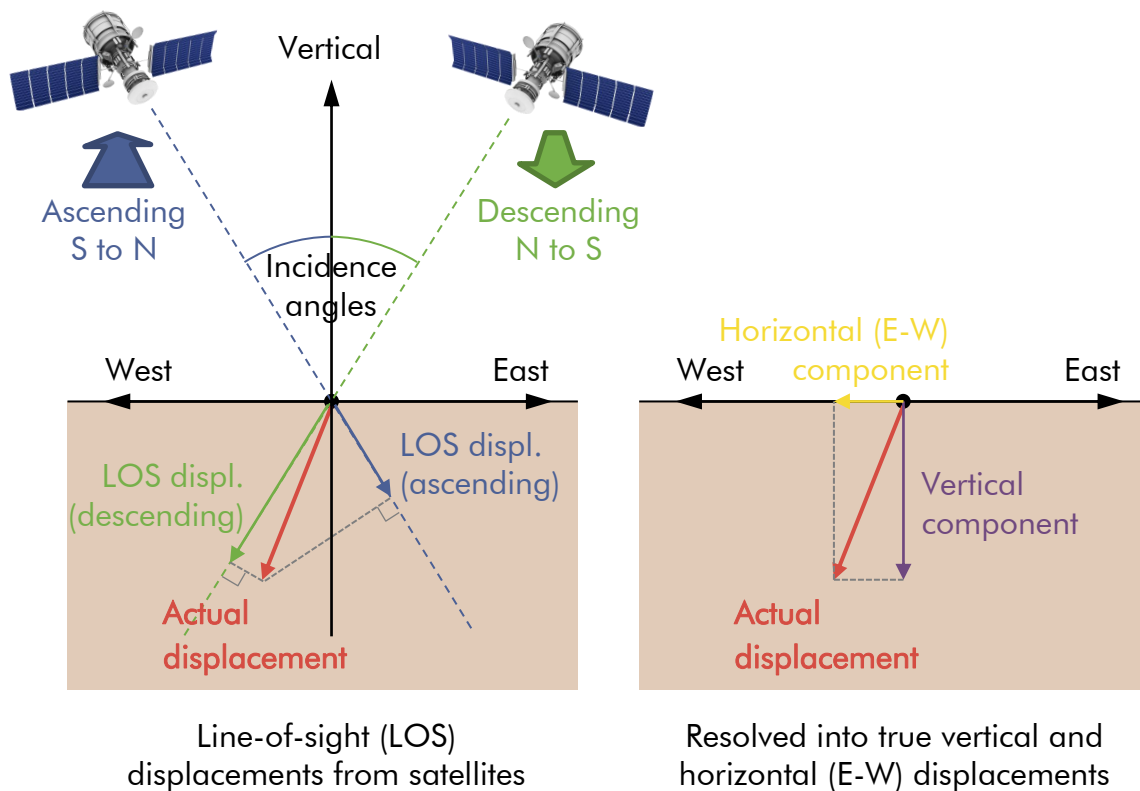 Vertical
Ascending
S to N
Descending
N to S
Incidence
angles
West
East
LOS displ.
(ascending)
LOS displ.
(descending)
Actual
displacement
Line-of-sight (LOS)
displacements from satellites
Horizontal (E-W)
component
West
East
Vertical
component
Actual
displacement
Resolved into true vertical and
horizontal (E-W) displacements